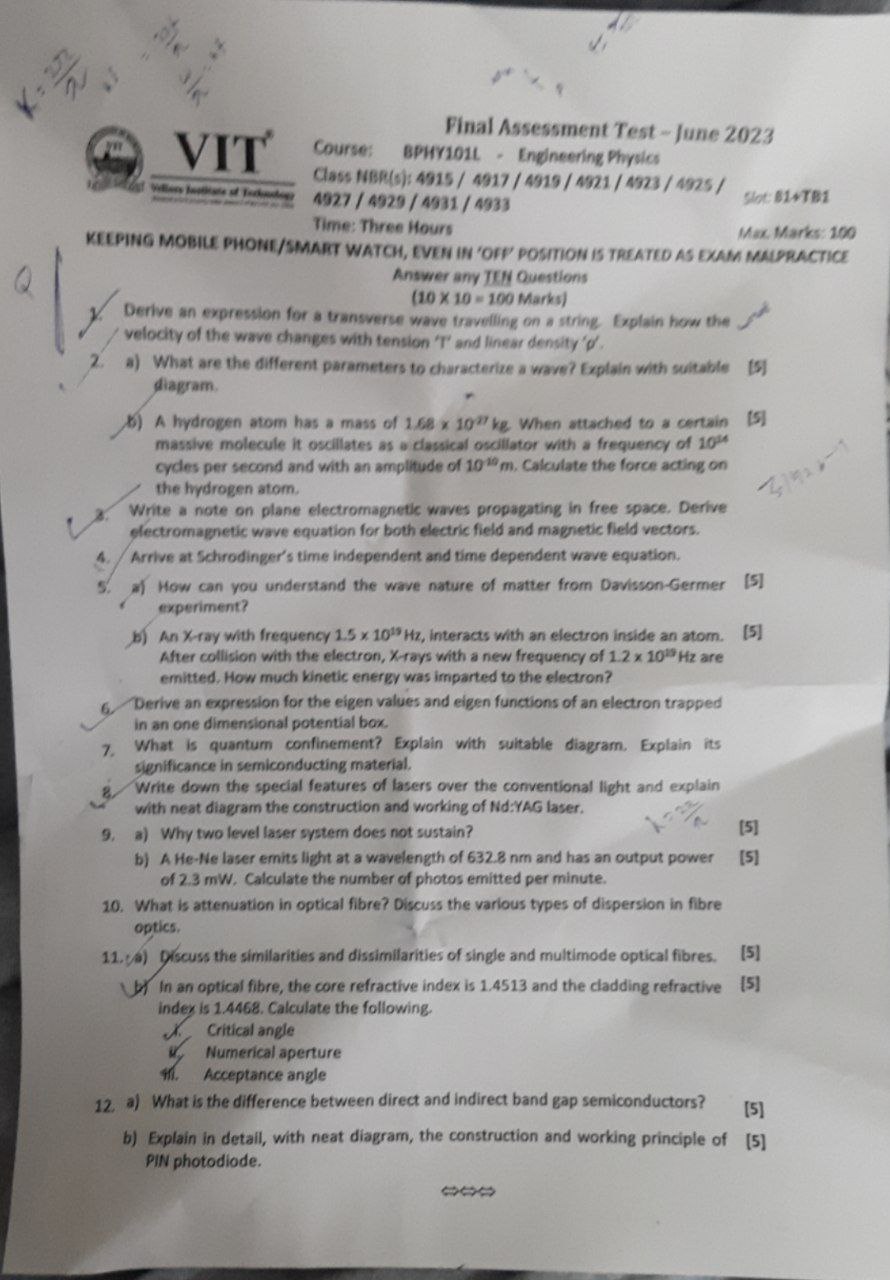 Final Assessment Test – June 2023
VIT®
Vellore Institute of Technology
Course: BPHY101L - Engineering Physics
Class NBR(s): 4915 / 4917 / 4919 / 4921 / 4923 / 4925 /
4927 / 4929 / 4931 / 4933
Slot: B1+TB1
Time: Three Hours
Max. Marks: 100
KEEPING MOBILE PHONE/SMART WATCH, EVEN IN 'OFF' POSITION IS TREATED AS EXAM MALPRACTICE
Answer any TEN Questions
(10 X 10 = 100 Marks)
Q
1. Derive an expression for a transverse wave travelling on a string. Explain how the
velocity of the wave changes with tension 'T' and linear density 'ρ'.
2. a) What are the different parameters to characterize a wave? Explain with suitable [5]
diagram.
b) A hydrogen atom has a mass of 1.68 x 10⁻²⁷ kg. When attached to a certain [5]
massive molecule it oscillates as a classical oscillator with a frequency of 10¹⁴
cycles per second and with an amplitude of 10⁻¹⁰ m. Calculate the force acting on
the hydrogen atom.
3. Write a note on plane electromagnetic waves propagating in free space. Derive
electromagnetic wave equation for both electric field and magnetic field vectors.
4. Arrive at Schrodinger's time independent and time dependent wave equation.
5. a) How can you understand the wave nature of matter from Davisson-Germer [5]
experiment?
b) An X-ray with frequency 1.5 x 10¹⁹ Hz, interacts with an electron inside an atom. [5]
After collision with the electron, X-rays with a new frequency of 1.2 x 10¹⁹ Hz are
emitted. How much kinetic energy was imparted to the electron?
6. Derive an expression for the eigen values and eigen functions of an electron trapped
in an one dimensional potential box.
7. What is quantum confinement? Explain with suitable diagram. Explain its
significance in semiconducting material.
8. Write down the special features of lasers over the conventional light and explain
with neat diagram the construction and working of Nd:YAG laser.
9. a) Why two level laser system does not sustain? [5]
b) A He-Ne laser emits light at a wavelength of 632.8 nm and has an output power [5]
of 2.3 mW. Calculate the number of photos emitted per minute.
10. What is attenuation in optical fibre? Discuss the various types of dispersion in fibre
optics.
11. a) Discuss the similarities and dissimilarities of single and multimode optical fibres. [5]
b) In an optical fibre, the core refractive index is 1.4513 and the cladding refractive [5]
index is 1.4468. Calculate the following.
i. Critical angle
ii. Numerical aperture
iii. Acceptance angle
12. a) What is the difference between direct and indirect band gap semiconductors? [5]
b) Explain in detail, with neat diagram, the construction and working principle of [5]
PIN photodiode.
⇔⇔⇔